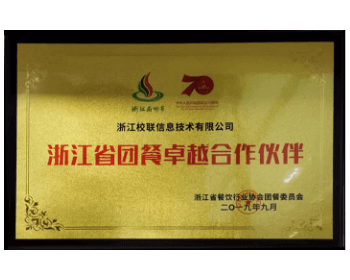 70
浙江校联信息技术有限公司
浙江省团餐卓越合作伙伴
浙江省餐饮行业协会团餐委员会
二〇一九年九月